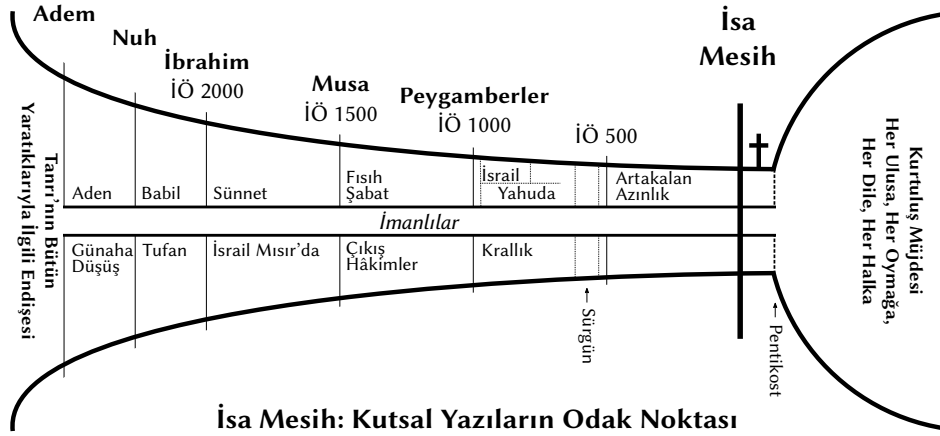 Adem
Nuh
İbrahim
İÖ 2000
Musa
İÖ 1500
Peygamberler
İÖ 1000
İÖ 500
İsa
Mesih
Tanrı’nın Bütün
Yaratıklarıyla İlgili Endişesi
Aden
Babil
Sünnet
Fısıh
Şabat
İsrail
Yahuda
Artakalan
Azınlık
İmanlılar
Günaha
Düşüş
Tufan
İsrail Mısır’da
Çıkış
Hâkimler
Krallık
→ Sürgün
→ Pentikost
Kurtuluş Müjdesi
Her Ulusa, Her Oymağa,
Her Dile, Her Halka
İsa Mesih: Kutsal Yazıların Odak Noktası